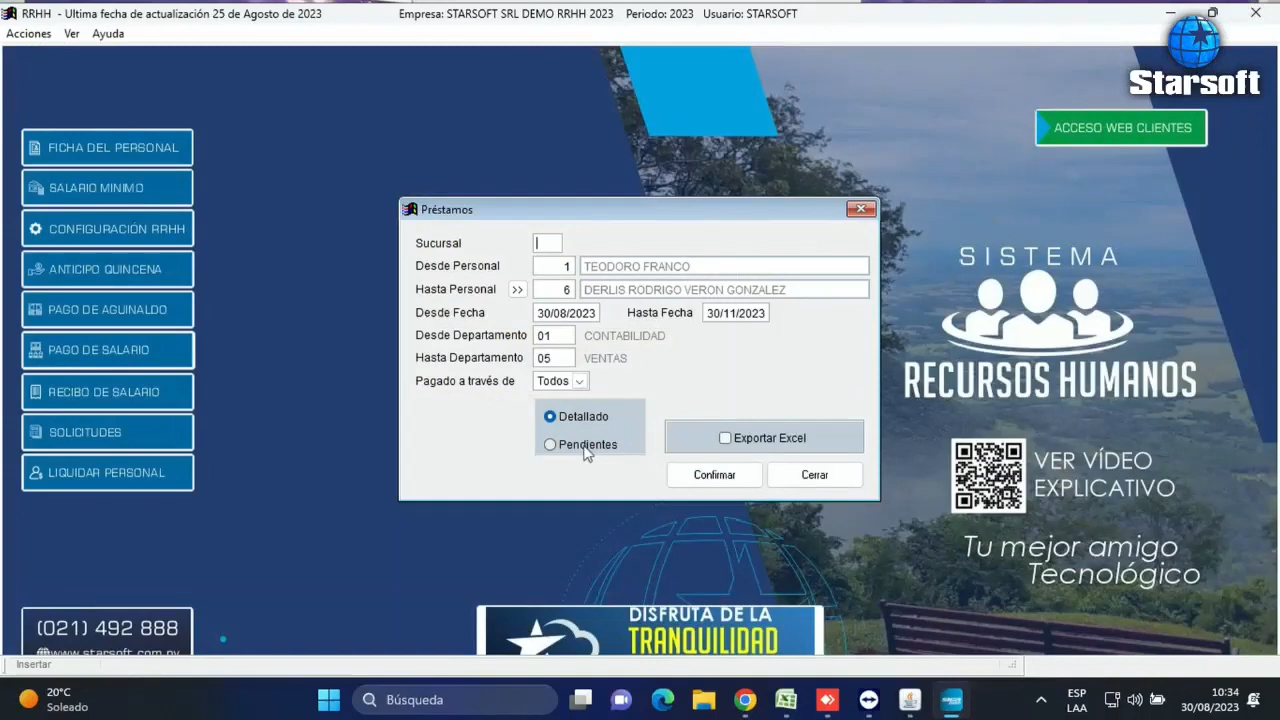 RRHH - Ultima fecha de actualización 25 de Agosto de 2023 Empresa: STARSOFT SRL DEMO RRHH 2023 Periodo: 2023 Usuario: STARSOFT
Acciones Ver Ayuda
Starsoft
ACCESO WEB CLIENTES
FICHA DEL PERSONAL
SALARIO MINIMO
CONFIGURACIÓN RRHH
ANTICIPO QUINCENA
PAGO DE AGUINALDO
PAGO DE SALARIO
RECIBO DE SALARIO
SOLICITUDES
LIQUIDAR PERSONAL
Préstamos
Sucursal
Desde Personal 1 TEODORO FRANCO
Hasta Personal >> 6 DERLIS RODRIGO VERON GONZALEZ
Desde Fecha 30/08/2023 Hasta Fecha 30/11/2023
Desde Departamento 01 CONTABILIDAD
Hasta Departamento 05 VENTAS
Pagado a través de Todos
Detallado
Pendientes
Exportar Excel
Confirmar Cerrar
SISTEMA
RECURSOS HUMANOS
VER VÍDEO
EXPLICATIVO
Tu mejor amigo
Tecnológico
(021) 492 888
www.starsoft.com.py
DISFRUTA DE LA
TRANQUILIDAD
Insertar
20°C
Soleado
Búsqueda
ESP
LAA
10:34
30/08/2023